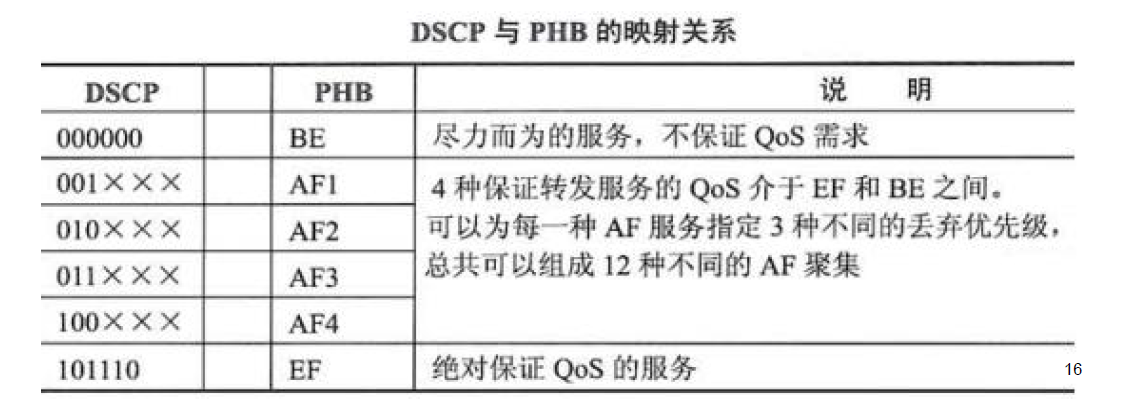 DSCP 与 PHB 的映射关系
DSCP PHB 说 明
000000 BE 尽力而为的服务，不保证 QoS 需求
001××× AF1 4 种保证转发服务的 QoS 介于 EF 和 BE 之间。
010××× AF2 可以为每一种 AF 服务指定 3 种不同的丢弃优先级，
011××× AF3 总共可以组成 12 种不同的 AF 聚集
100××× AF4
101110 EF 绝对保证 QoS 的服务
16